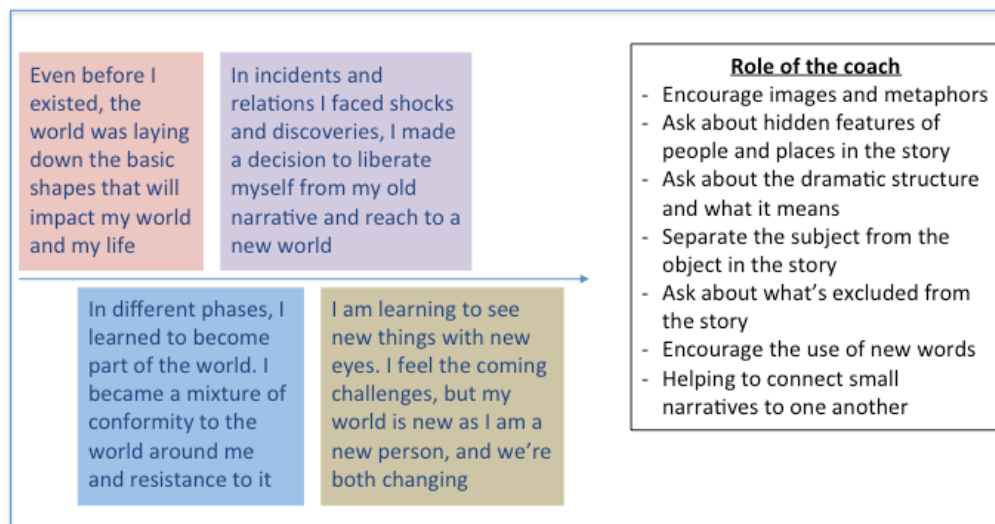 Even before I
existed, the
world was laying
down the basic
shapes that will
impact my world
and my life
In incidents and
relations I faced shocks
and discoveries, I made
a decision to liberate
myself from my old
narrative and reach to a
new world
In different phases, I
learned to become
part of the world. I
became a mixture of
conformity to the
world around me
and resistance to it
I am learning to see
new things with new
eyes. I feel the coming
challenges, but my
world is new as I am a
new person, and we’re
both changing
Role of the coach
- Encourage images and metaphors
- Ask about hidden features of
people and places in the story
- Ask about the dramatic structure
and what it means
- Separate the subject from the
object in the story
- Ask about what’s excluded from
the story
- Encourage the use of new words
- Helping to connect small
narratives to one another